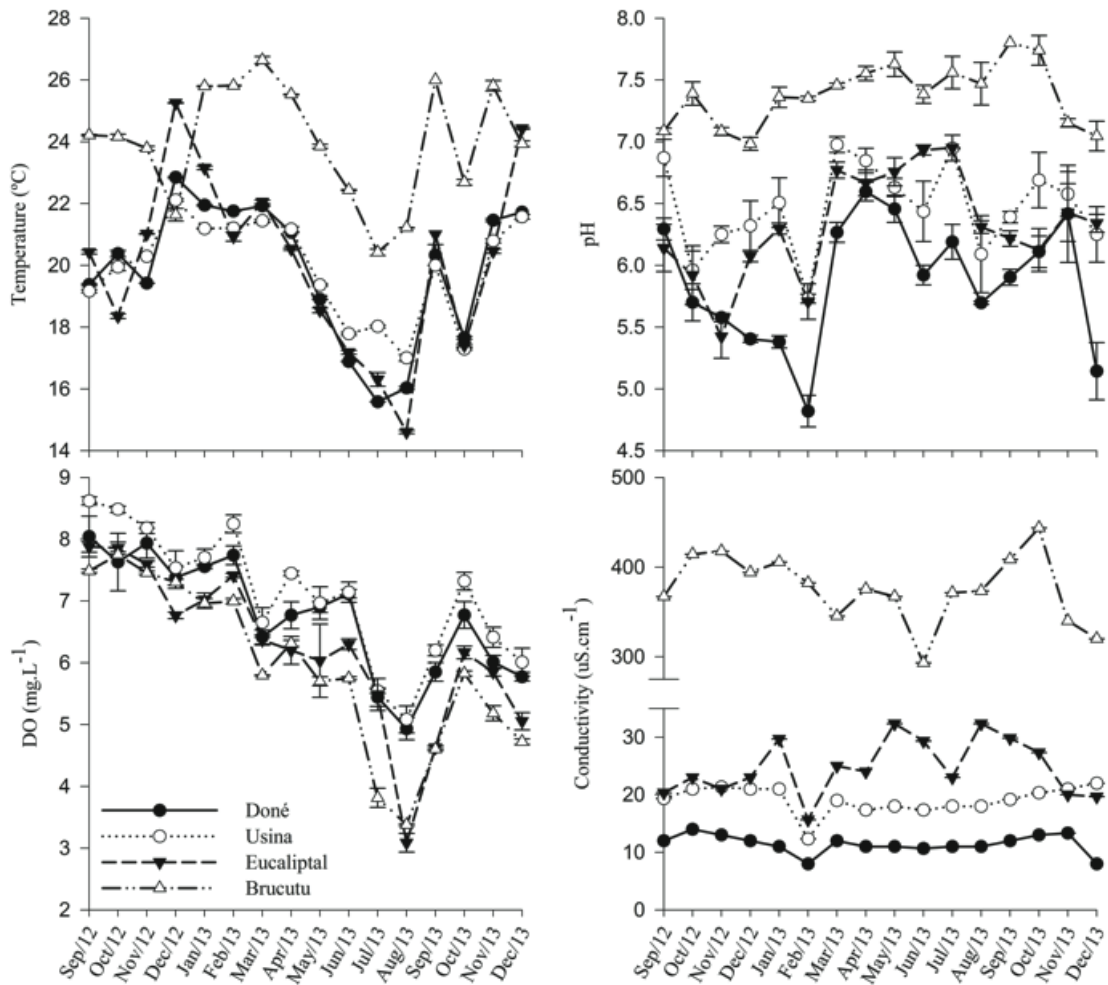 28
26
24
22
20
18
16
14
Temperature (ºC)
8.0
7.5
7.0
6.5
6.0
5.5
5.0
4.5
pH
9
8
7
6
5
4
3
2
DO (mg.L⁻¹)
Doné
Usina
Eucaliptal
Brucutu
Sep/12
Oct/12
Nov/12
Dec/12
Jan/13
Feb/13
Mar/13
Apr/13
May/13
Jun/13
Jul/13
Aug/13
Sep/13
Oct/13
Nov/13
Dec/13
500
400
300
30
20
10
0
Conductivity (uS.cm⁻¹)
Sep/12
Oct/12
Nov/12
Dec/12
Jan/13
Feb/13
Mar/13
Apr/13
May/13
Jun/13
Jul/13
Aug/13
Sep/13
Oct/13
Nov/13
Dec/13